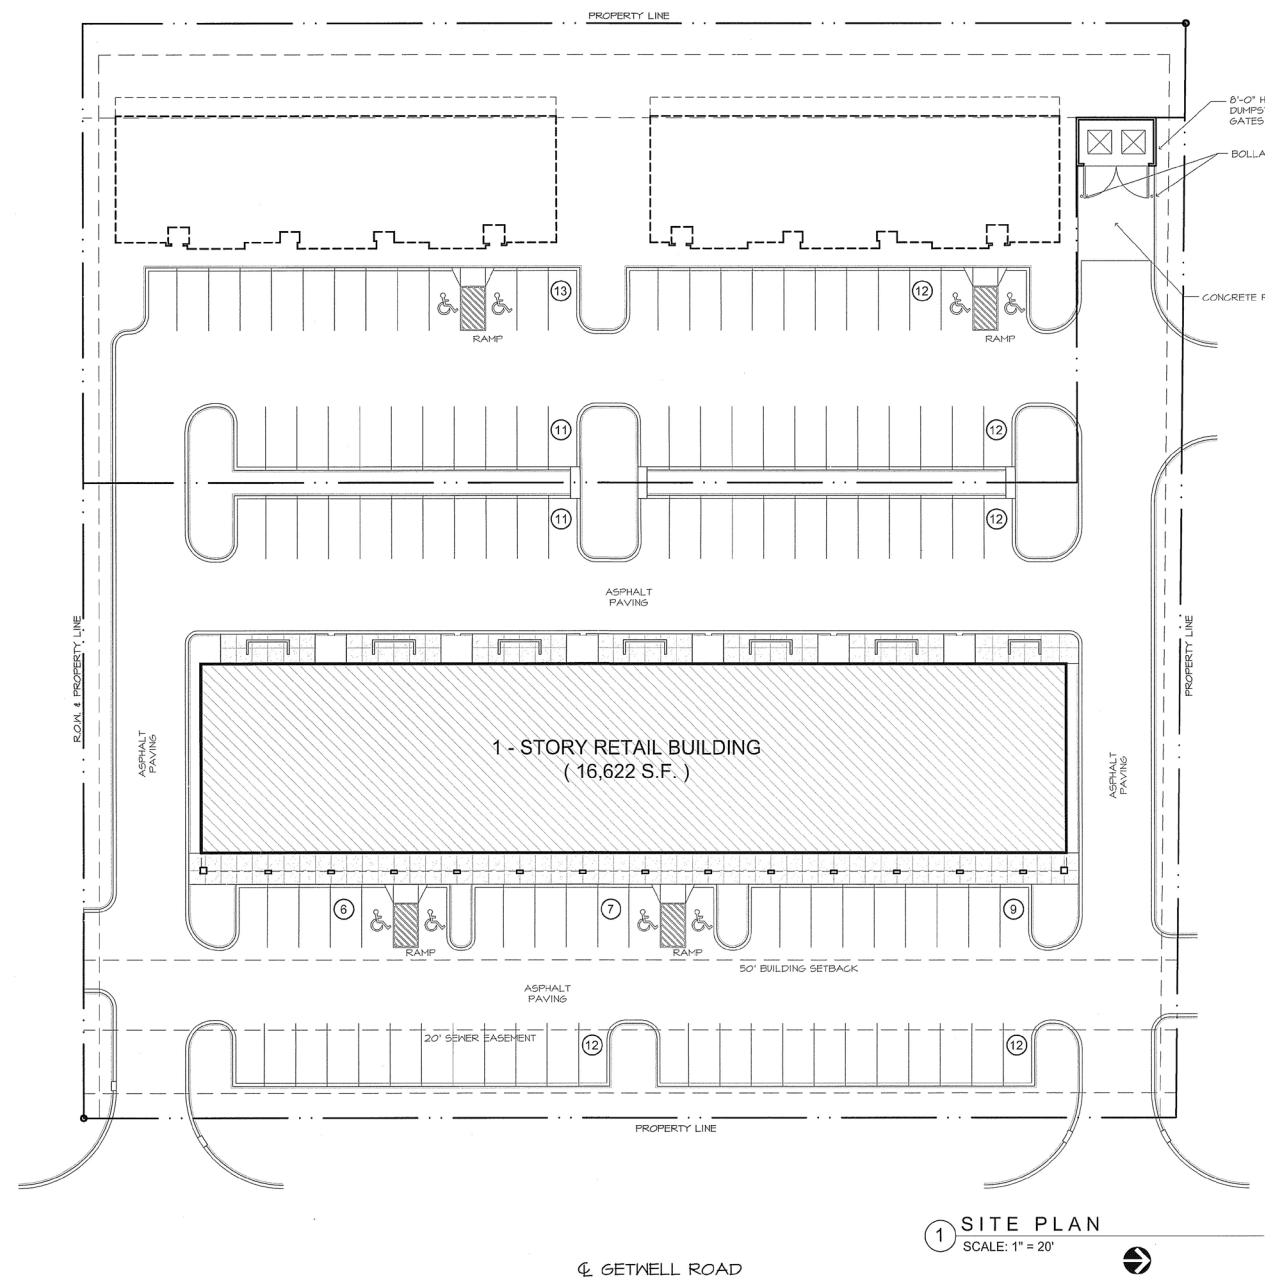 PROPERTY LINE
8'-0" H
DUMPS
GATES
BOLLA
13
12
CONCRETE P
RAMP
RAMP
11
12
11
12
ASPHALT
PAVING
R.O.W. & PROPERTY LINE
PROPERTY LINE
ASPHALT
PAVING
1 - STORY RETAIL BUILDING
( 16,622 S.F. )
ASPHALT
PAVING
6
7
9
RAMP
RAMP
50' BUILDING SETBACK
ASPHALT
PAVING
20' SEWER EASEMENT
12
12
PROPERTY LINE
1
SITE PLAN
SCALE: 1" = 20'
℄ GETWELL ROAD